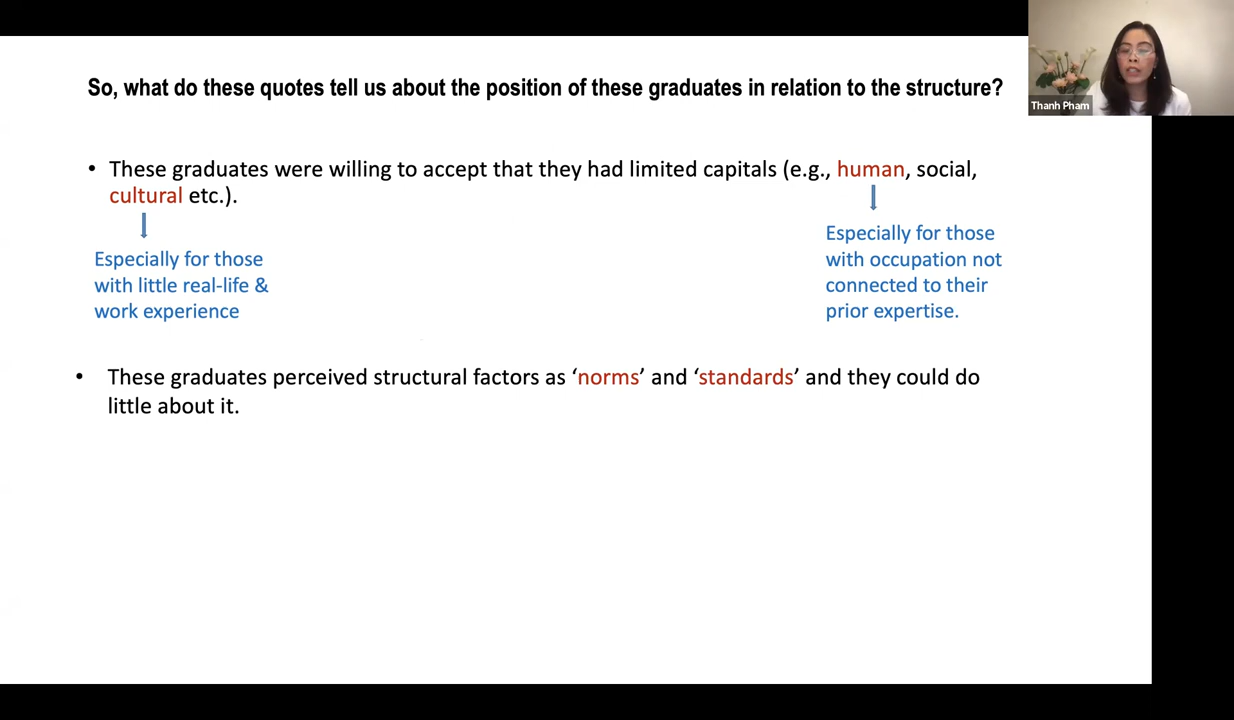 So, what do these quotes tell us about the position of these graduates in relation to the structure?
Thanh Pham
• These graduates were willing to accept that they had limited capitals (e.g., human, social,
cultural etc.).
Especially for those
with little real-life &
work experience
Especially for those
with occupation not
connected to their
prior expertise.
• These graduates perceived structural factors as ‘norms’ and ‘standards’ and they could do
little about it.